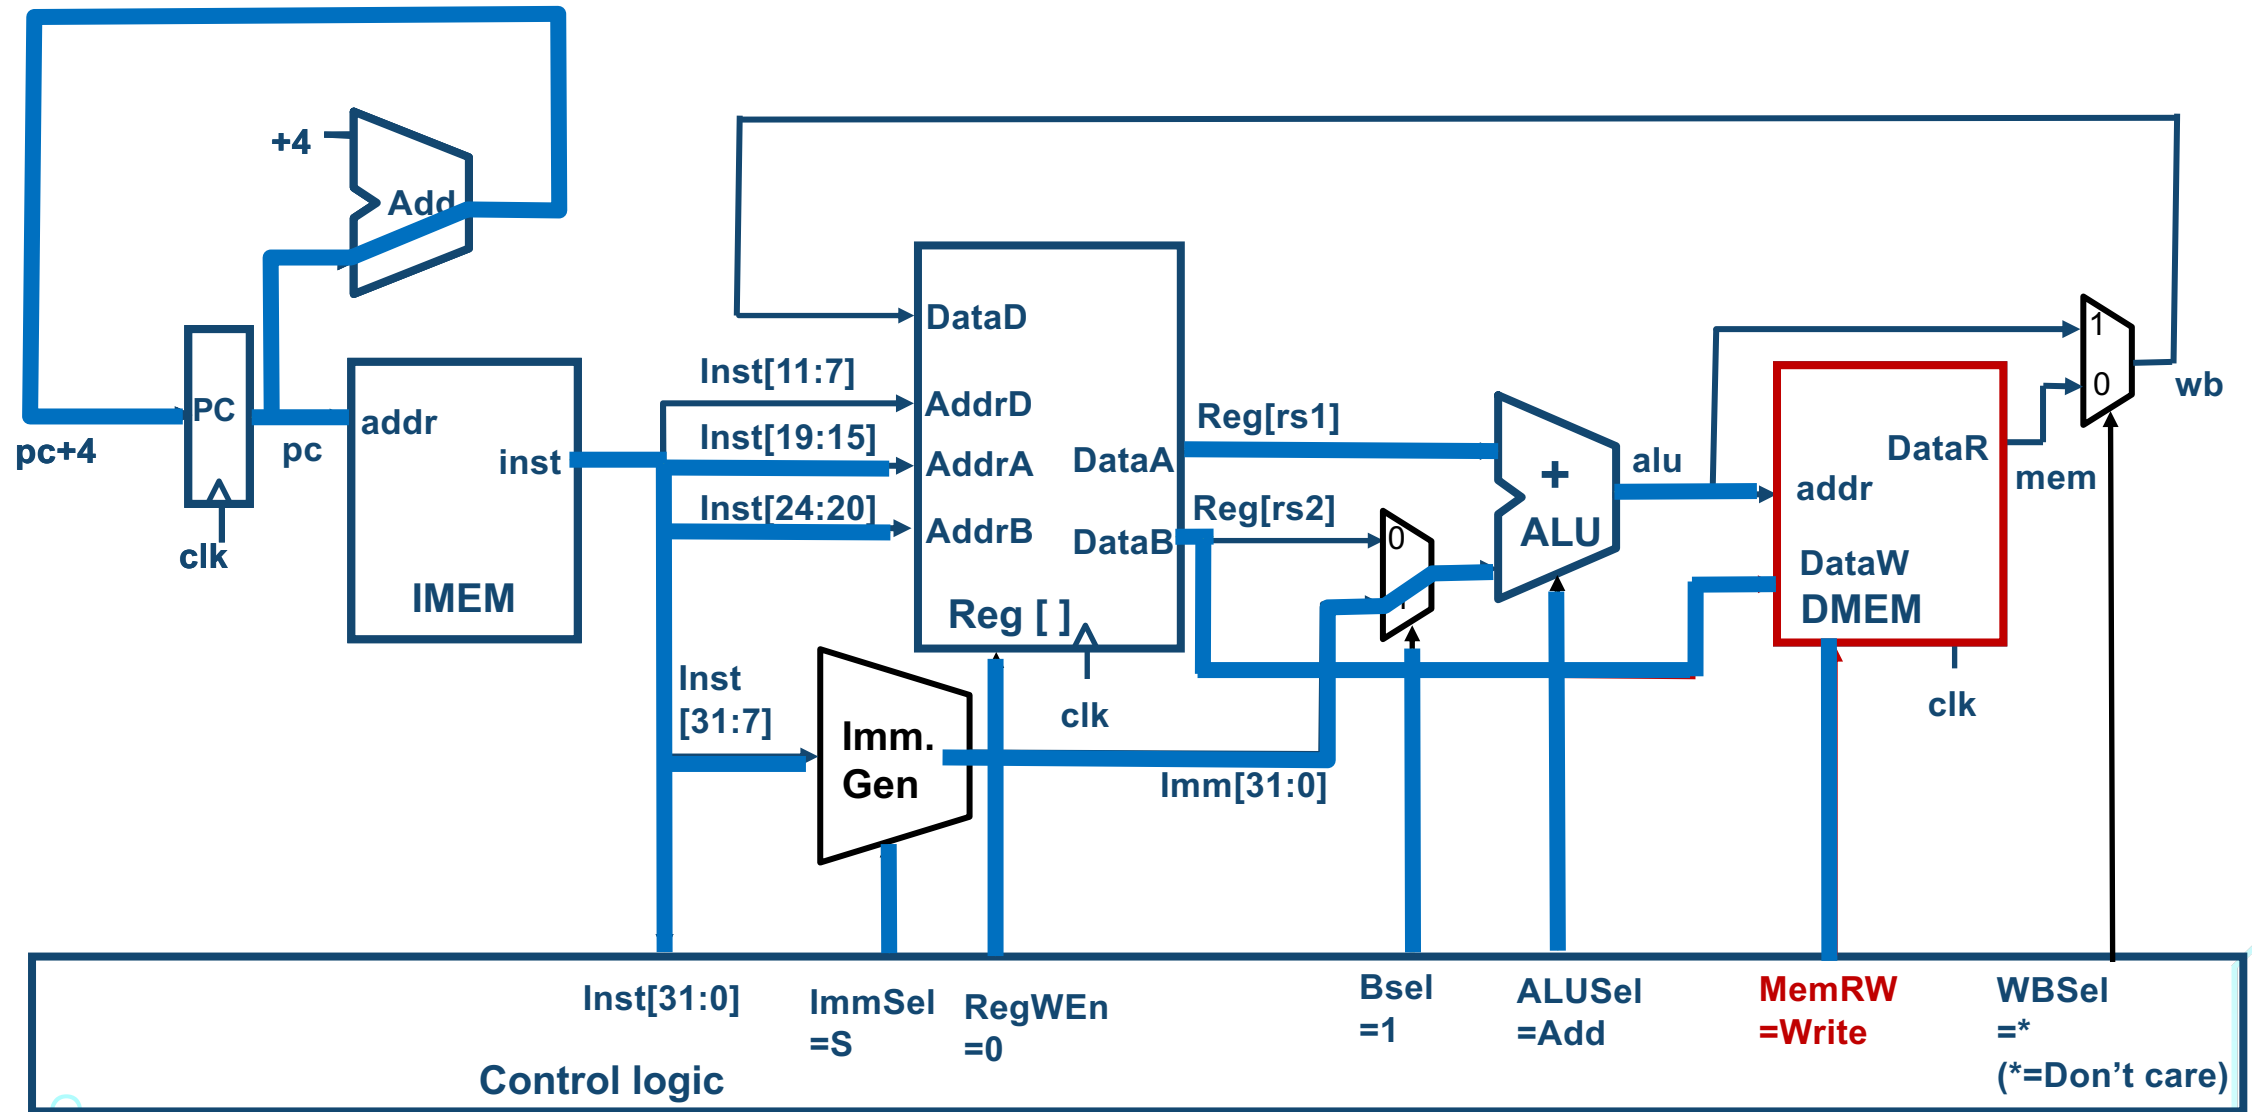 +4
Add
DataD
Inst[11:7]
AddrD
Inst[19:15]
AddrA
Inst[24:20]
AddrB
DataA
DataB
Reg [ ]
clk
PC
pc+4
pc
clk
addr
inst
IMEM
Reg[rs1]
Reg[rs2]
0
1
+
ALU
alu
addr
DataR
DataW
DMEM
mem
clk
1
0
wb
Inst
[31:7]
Imm.
Gen
Imm[31:0]
Inst[31:0]
ImmSel
=S
RegWEn
=0
Bsel
=1
ALUSel
=Add
MemRW
=Write
WBSel
=*
(*=Don’t care)
Control logic